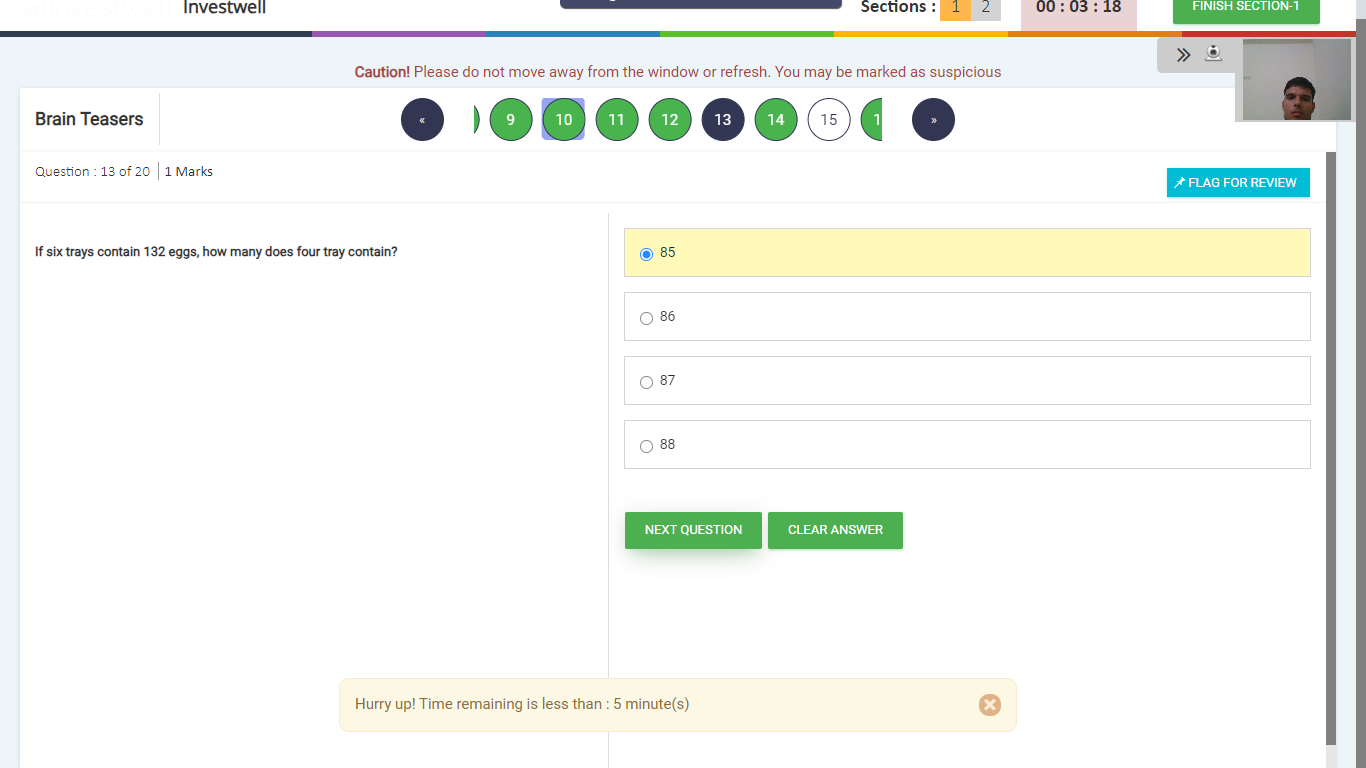 Investwell
Sections : 1 2
00 : 03 : 18
FINISH SECTION-1
Caution! Please do not move away from the window or refresh. You may be marked as suspicious
Brain Teasers
« 9 10 11 12 13 14 15 1 »
Question : 13 of 20 | 1 Marks
FLAG FOR REVIEW
If six trays contain 132 eggs, how many does four tray contain?
85
86
87
88
NEXT QUESTION CLEAR ANSWER
Hurry up! Time remaining is less than : 5 minute(s)